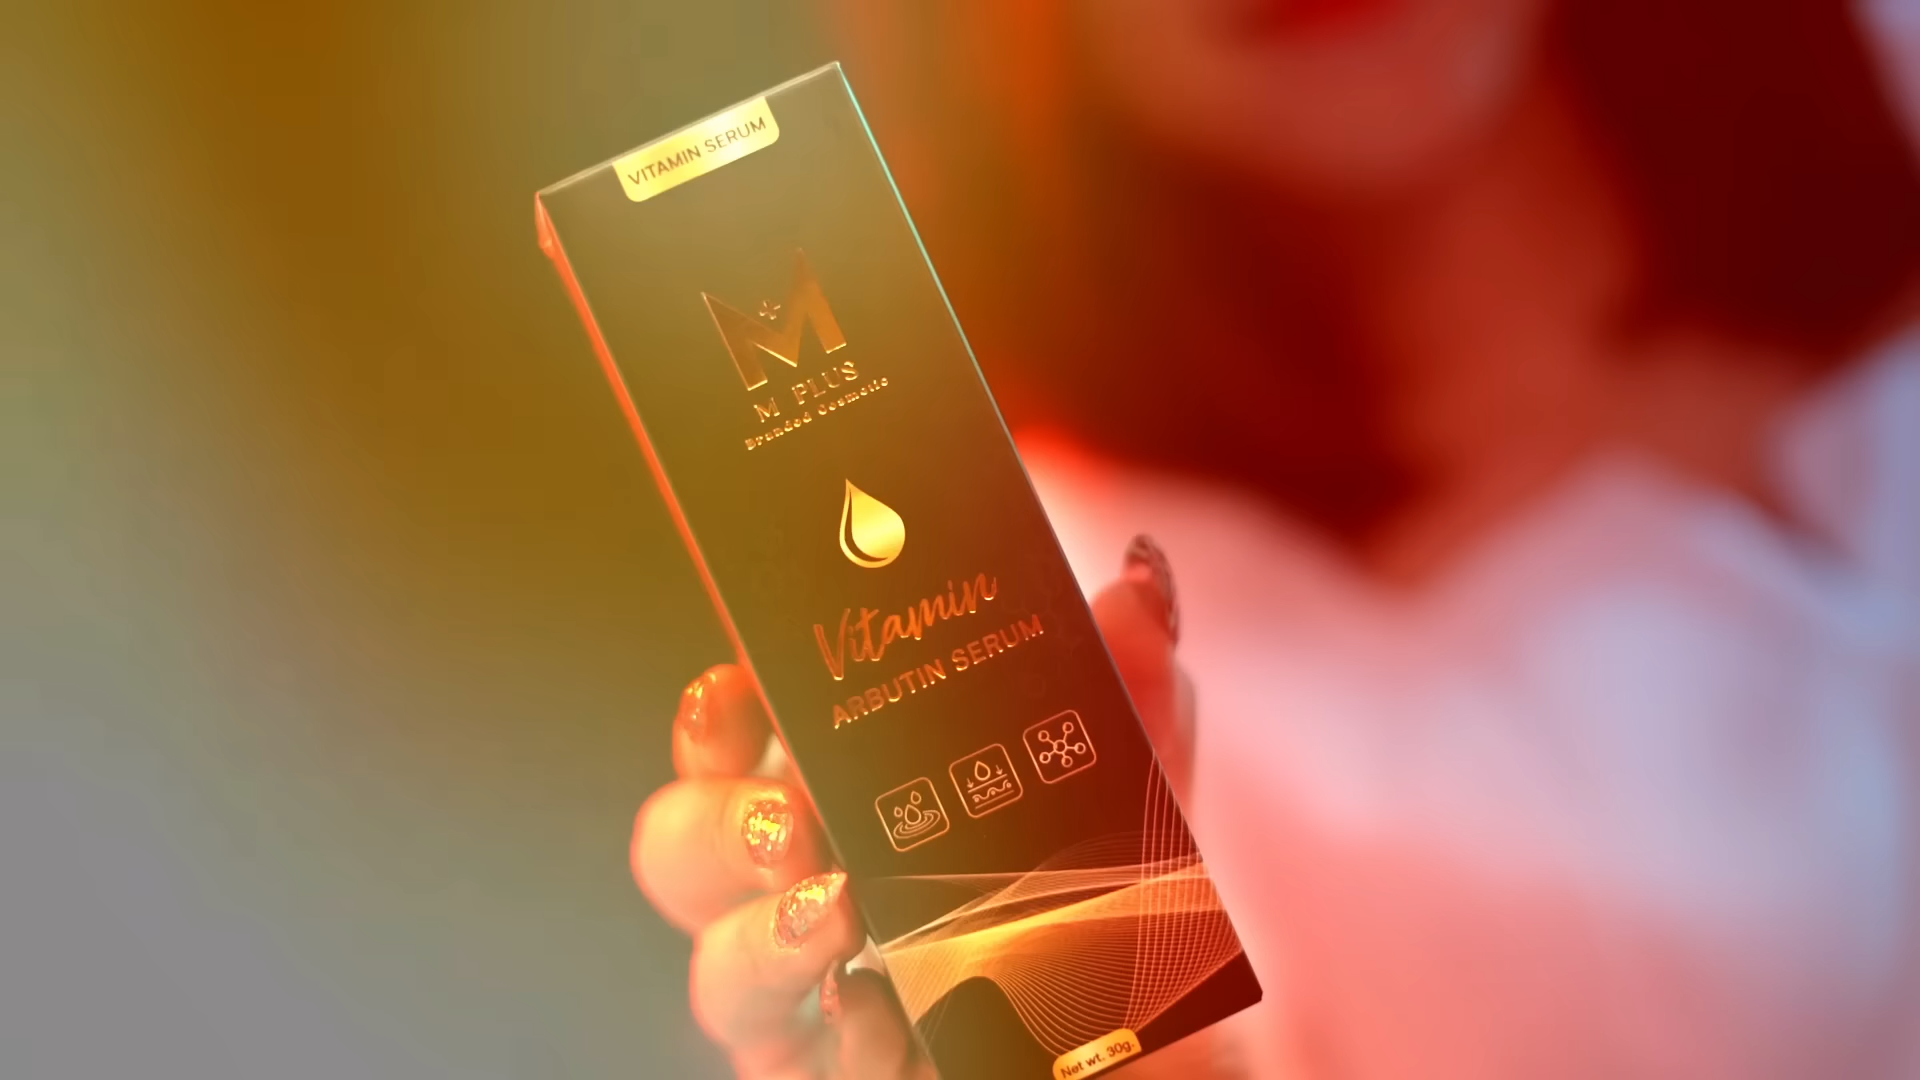 VITAMIN SERUM
M PLUS
Branded Cosmetic
Vitamin
ARBUTIN SERUM
Net wt. 30g.